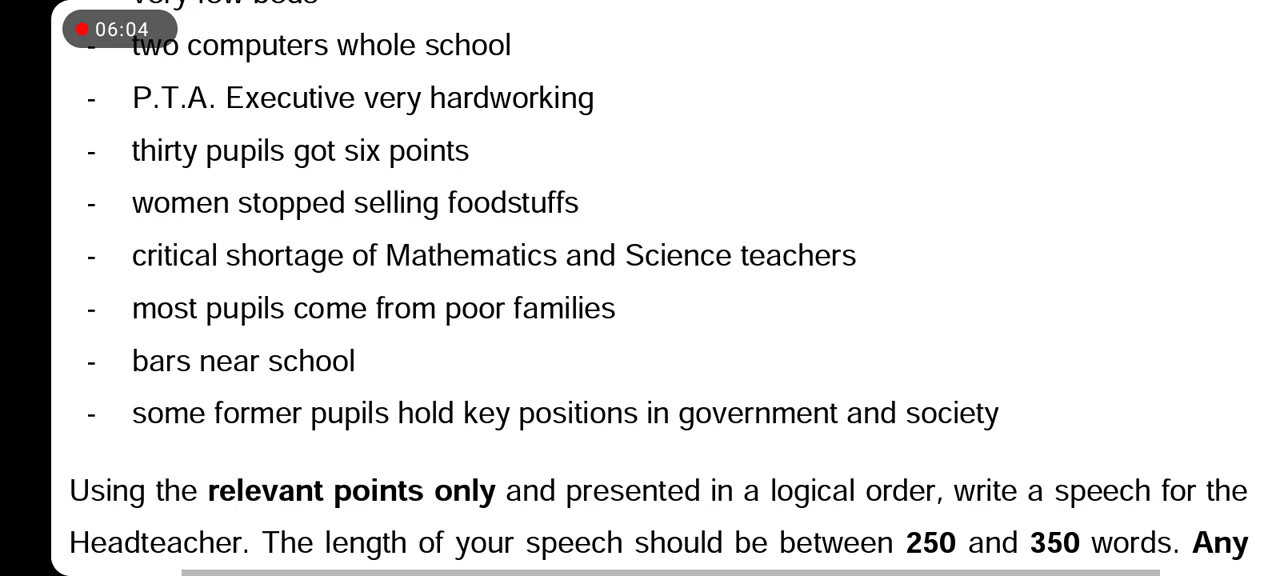 very few beds
06:04
- two computers whole school
- P.T.A. Executive very hardworking
- thirty pupils got six points
- women stopped selling foodstuffs
- critical shortage of Mathematics and Science teachers
- most pupils come from poor families
- bars near school
- some former pupils hold key positions in government and society
Using the relevant points only and presented in a logical order, write a speech for the
Headteacher. The length of your speech should be between 250 and 350 words. Any